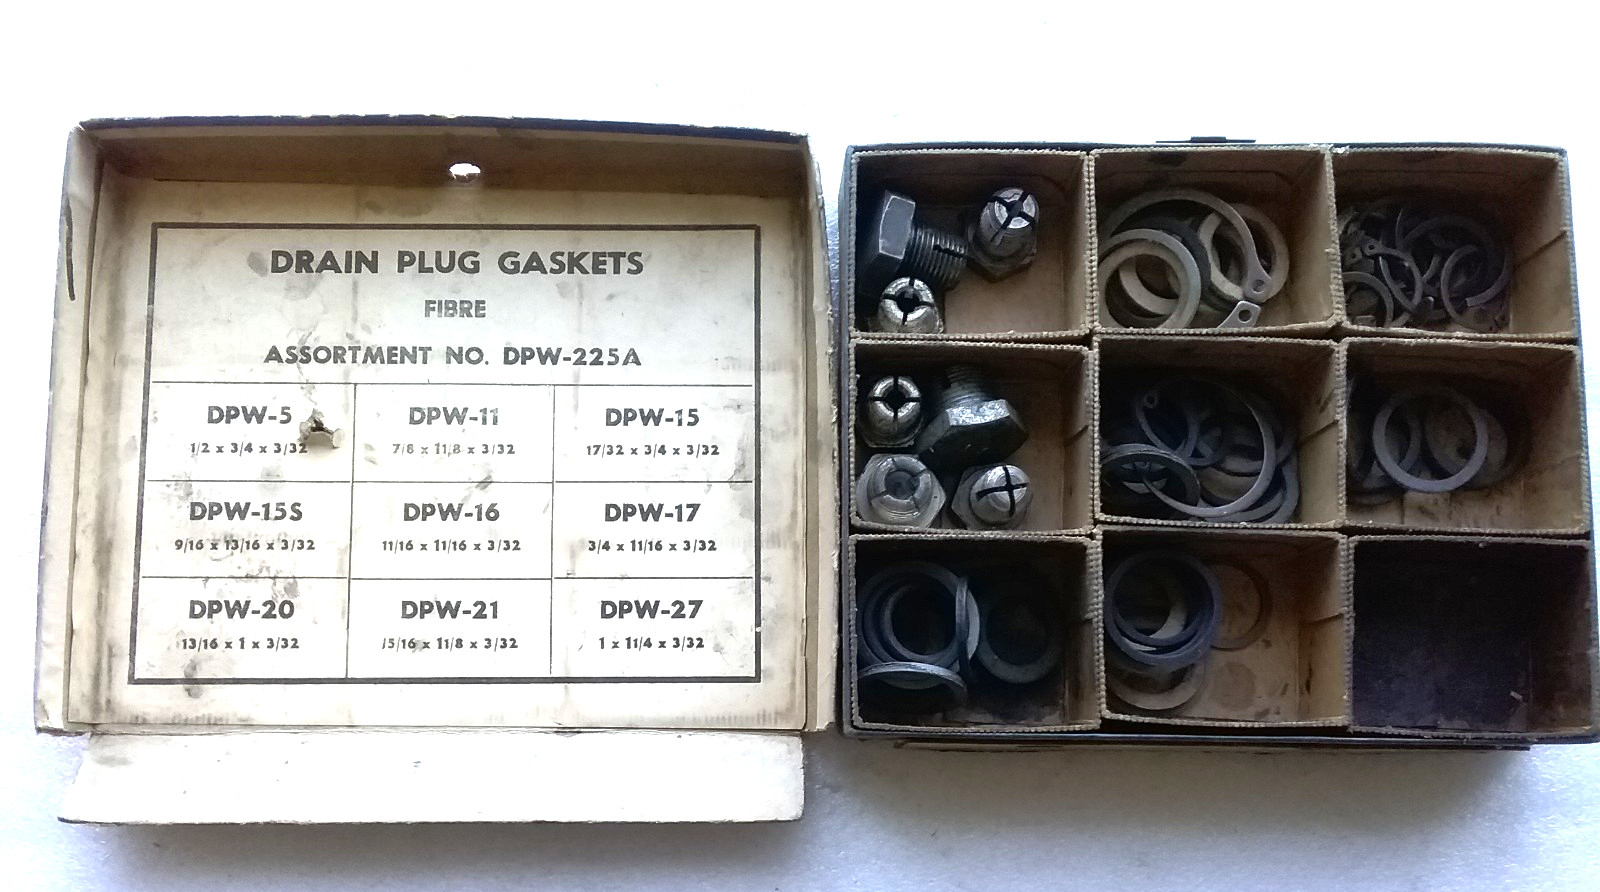 DRAIN PLUG GASKETS
FIBRE
ASSORTMENT NO. DPW-225A
DPW-5 DPW-11 DPW-15
1/2 x 3/4 x 3/32 7/8 x 11/8 x 3/32 17/32 x 3/4 x 3/32
DPW-15S DPW-16 DPW-17
9/16 x 13/16 x 3/32 11/16 x 11/16 x 3/32 3/4 x 11/16 x 3/32
DPW-20 DPW-21 DPW-27
13/16 x 1 x 3/32 15/16 x 11/8 x 3/32 1 x 11/4 x 3/32